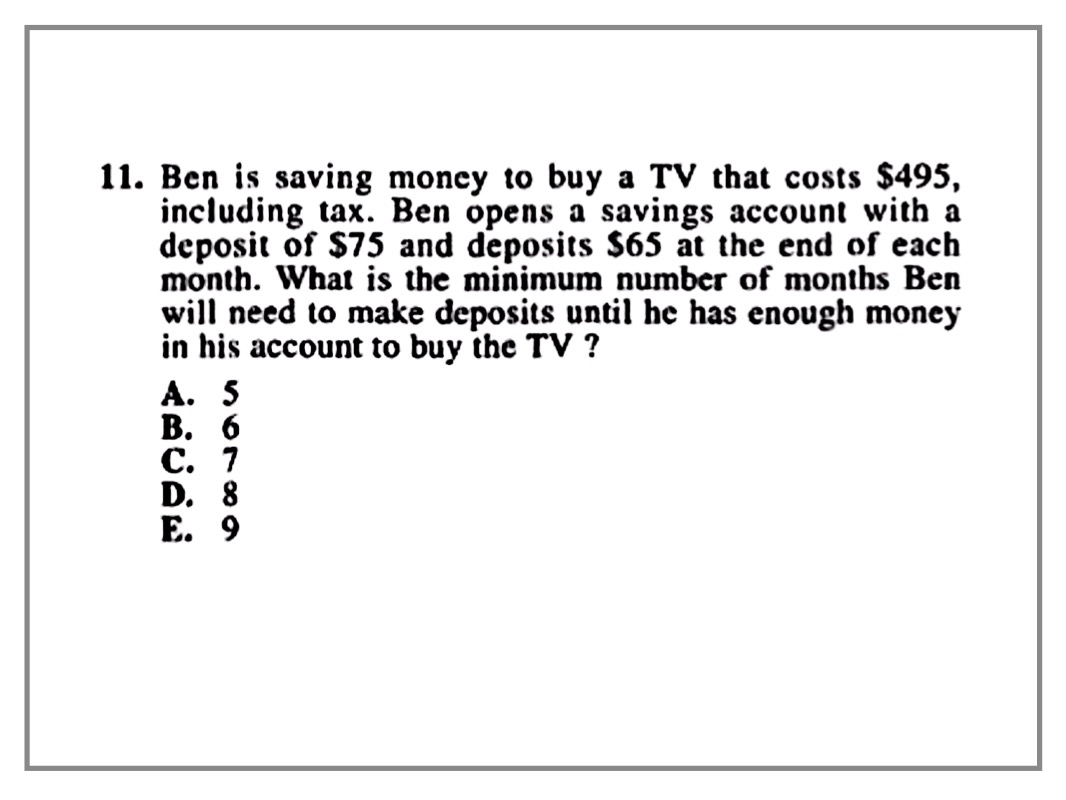 11. Ben is saving money to buy a TV that costs $495,
including tax. Ben opens a savings account with a
deposit of $75 and deposits $65 at the end of each
month. What is the minimum number of months Ben
will need to make deposits until he has enough money
in his account to buy the TV ?
A. 5
B. 6
C. 7
D. 8
E. 9